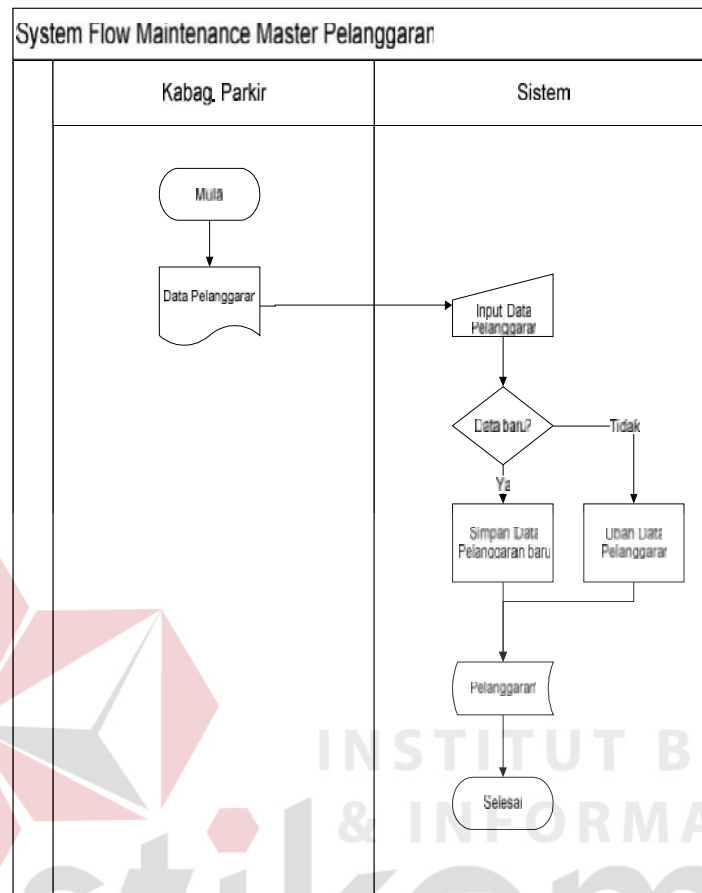 System Flow Maintenance Master Pelanggaran
Kabag. Parkir
Sistem
Mulai
Data Pelanggaran
Input Data
Pelanggaran
Data baru?
Tidak
Ya
Simpan Data
Pelanggaran baru
Ubah Data
Pelanggaran
Pelanggaran
Selesai
INSTITUT B
& INFORMA
stikom